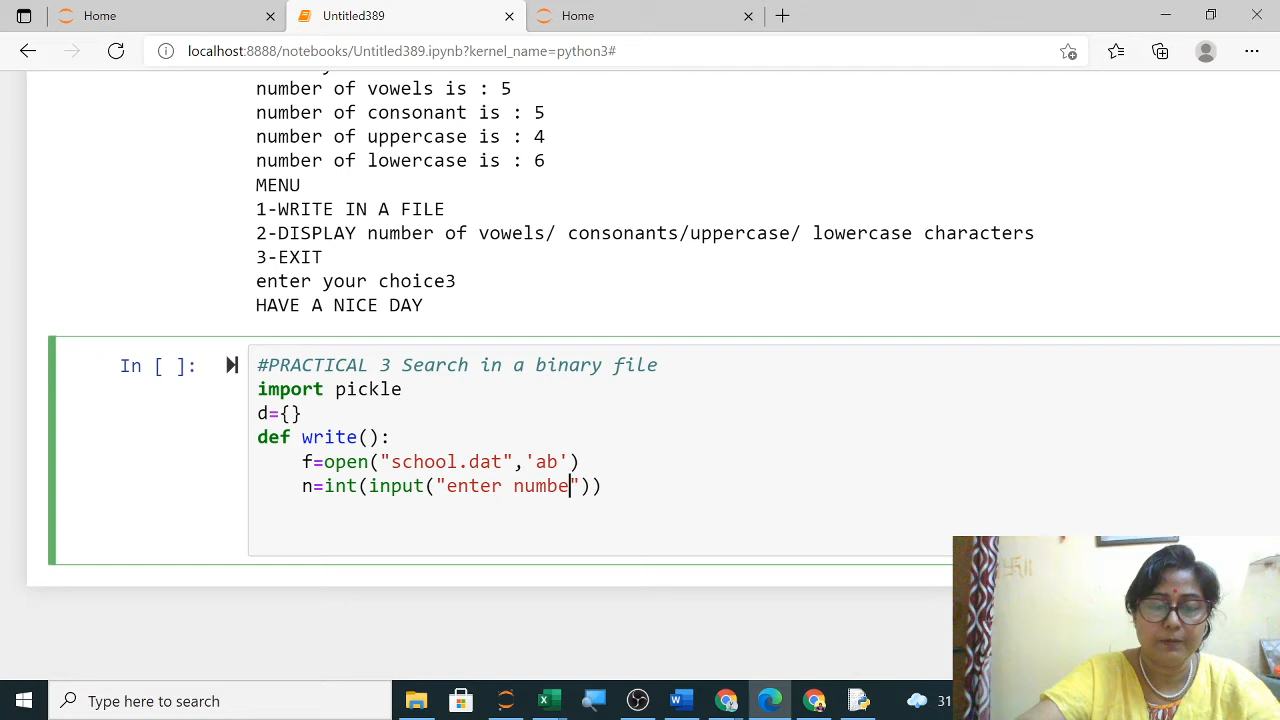 Home
Untitled389
Home
localhost:8888/notebooks/Untitled389.ipynb?kernel_name=python3#
number of vowels is : 5
number of consonant is : 5
number of uppercase is : 4
number of lowercase is : 6
MENU
1-WRITE IN A FILE
2-DISPLAY number of vowels/ consonants/uppercase/ lowercase characters
3-EXIT
enter your choice3
HAVE A NICE DAY
In [ ]:
#PRACTICAL 3 Search in a binary file
import pickle
d={}
def write():
f=open("school.dat",'ab')
n=int(input("enter numbe"))
Type here to search
31